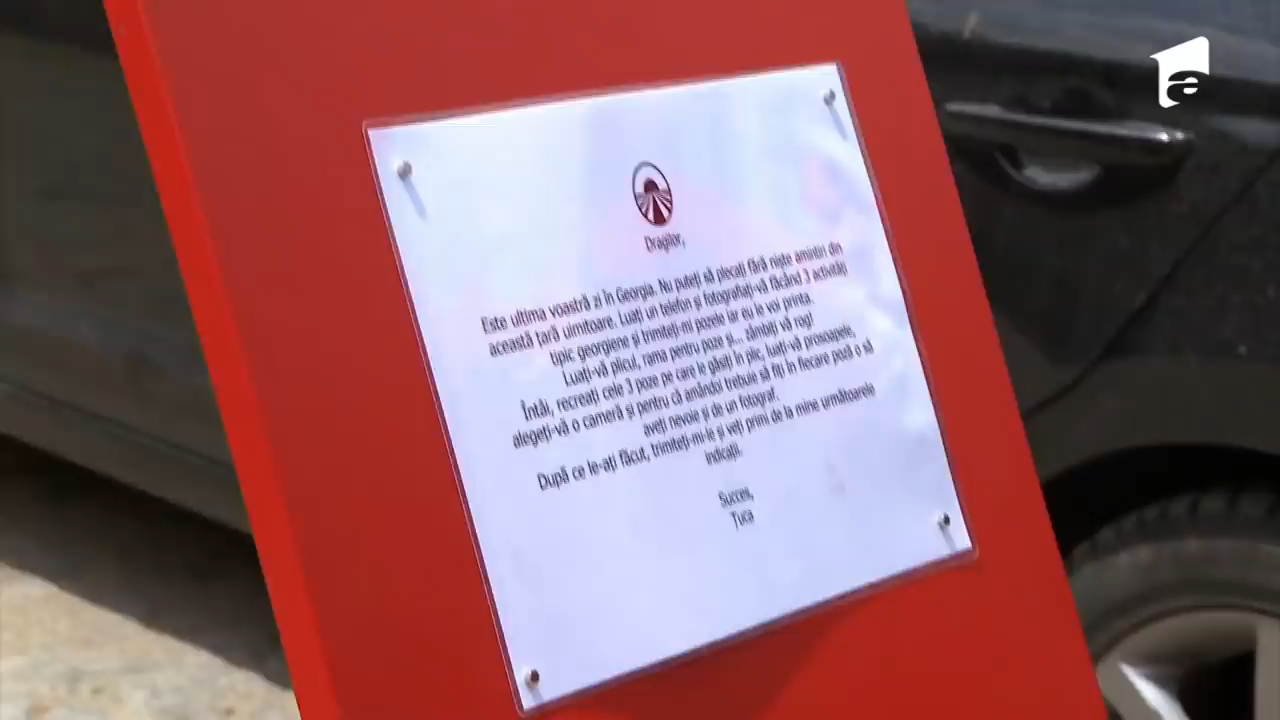 Dragilor,
Este ultima voastră zi în Georgia. Nu puteți să plecați fără niște amintiri din
această țară uimitoare. Luați un telefon și fotografiați-vă făcând 3 activități
tipic georgiene și trimiteți-mi pozele iar eu le voi printa.
Luați-vă plicul, rama pentru poze și... zâmbiți vă rog!
Întâi, recreați cele 3 poze pe care le găsiți în plic, luați-vă prosoapele,
alegeți-vă o cameră și pentru că amândoi trebuie să fiți în fiecare poză o să
aveți nevoie și de un fotograf.
După ce le-ați făcut, trimiteți-mi-le și veți primi de la mine următoarele
indicații.
Succes,
Țuca